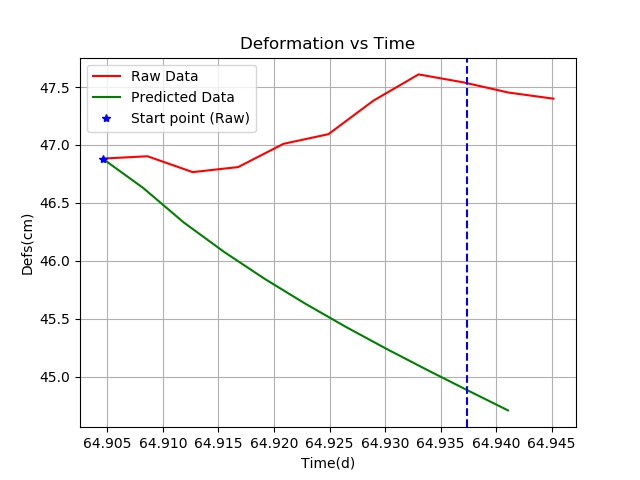 Deformation vs Time
Raw Data
Predicted Data
Start point (Raw)
47.5
47.0
46.5
46.0
45.5
45.0
Defs(cm)
64.905 64.910 64.915 64.920 64.925 64.930 64.935 64.940 64.945
Time(d)